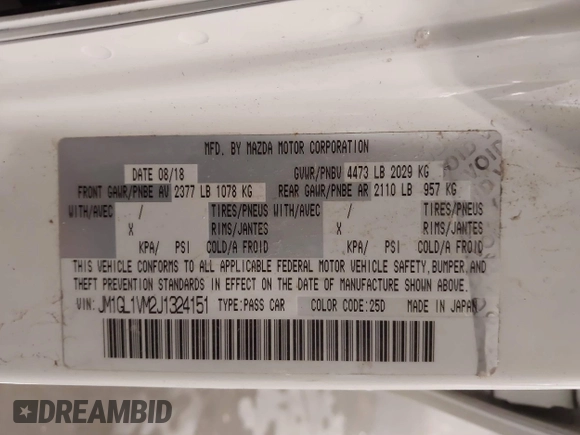 MFD. BY MAZDA MOTOR CORPORATION
DATE 08/18 GVWR/PNBV 4473 LB 2029 KG
FRONT GAWR/PNBE AV 2377 LB 1078 KG REAR GAWR/PNBE AR 2110 LB 957 KG
WITH/AVEC / TIRES/PNEUS WITH/AVEC / TIRES/PNEUS
X RIMS/JANTES X RIMS/JANTES
KPA/ PSI COLD/A FROID KPA/ PSI COLD/A FROID
THIS VEHICLE CONFORMS TO ALL APPLICABLE FEDERAL MOTOR VEHICLE SAFETY, BUMPER, AND
THEFT PREVENTION STANDARDS IN EFFECT ON THE DATE OF MANUFACTURE SHOWN ABOVE.
VIN: JM1GL1VM2J1324151 TYPE: PASS CAR COLOR CODE: 25D MADE IN JAPAN
VOID
DREAMBID